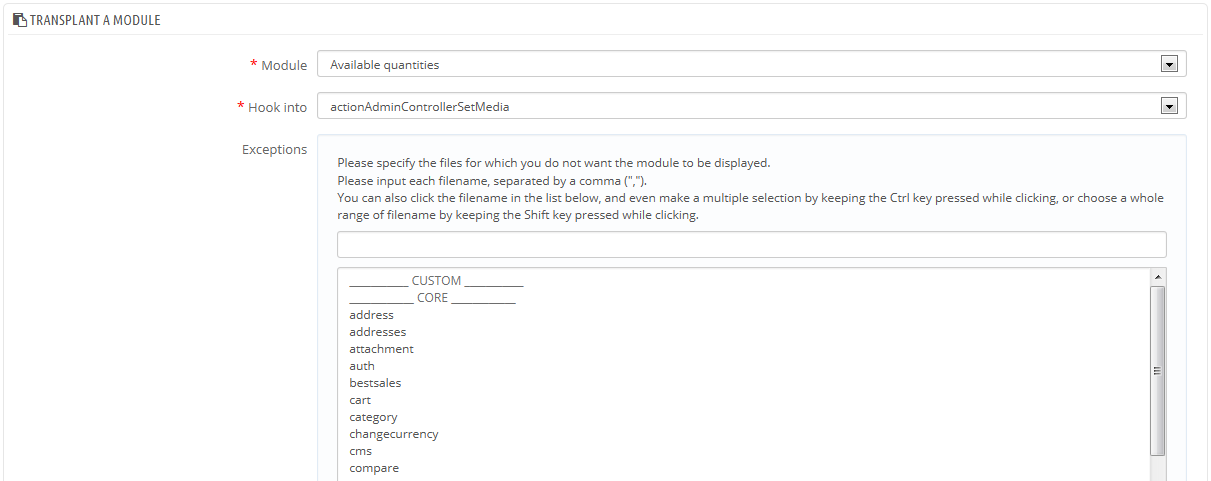 TRANSPLANT A MODULE
* Module Available quantities
* Hook into actionAdminControllerSetMedia
Exceptions
Please specify the files for which you do not want the module to be displayed.
Please input each filename, separated by a comma (",").
You can also click the filename in the list below, and even make a multiple selection by keeping the Ctrl key pressed while clicking, or choose a whole
range of filename by keeping the Shift key pressed while clicking.
___________ CUSTOM ___________
____________ CORE ____________
address
addresses
attachment
auth
bestsales
cart
category
changecurrency
cms
compare